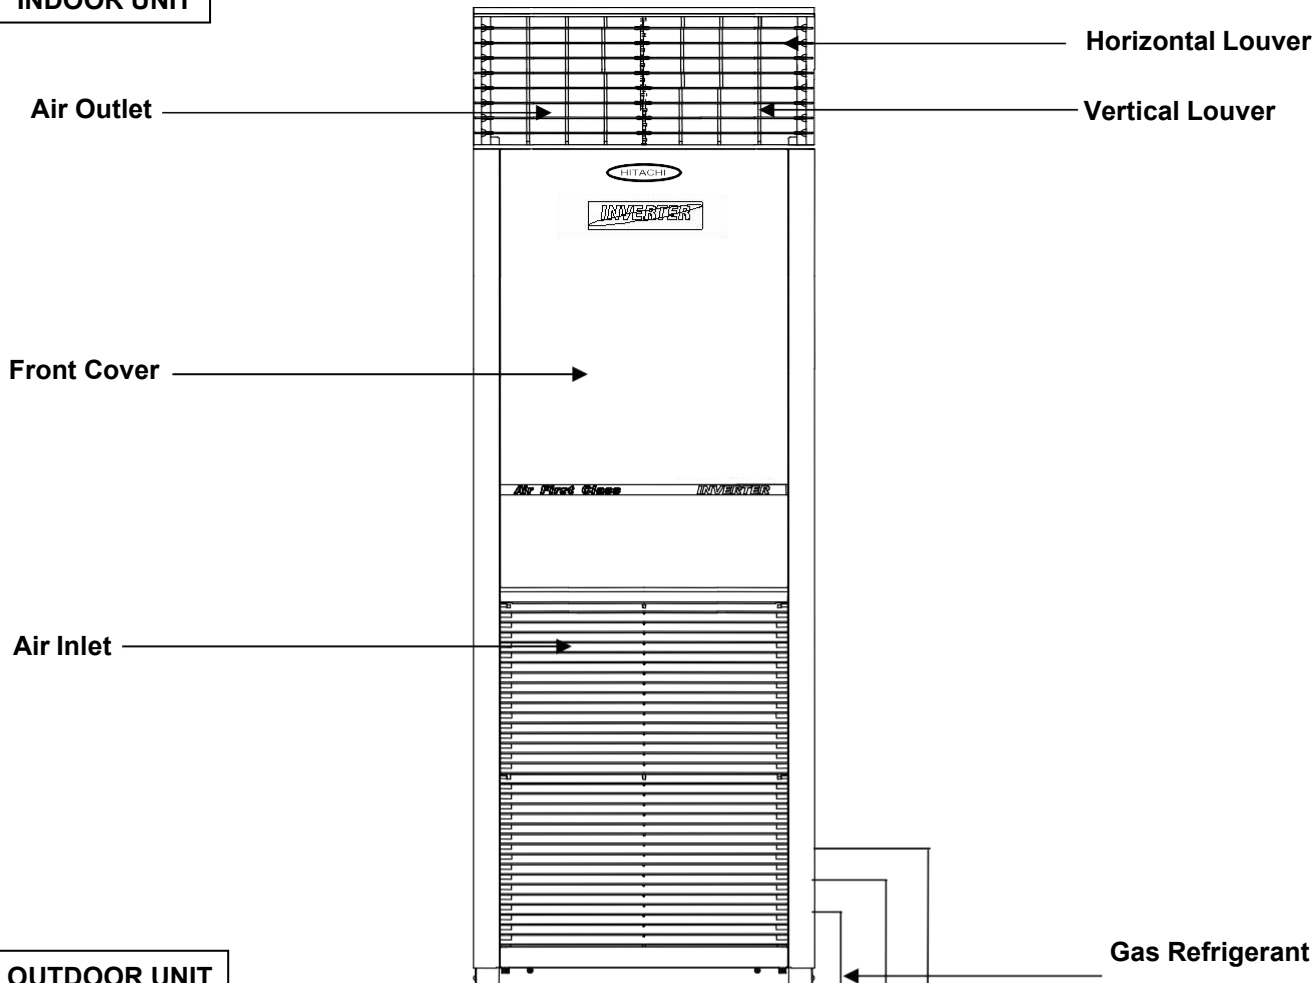 INDOOR UNIT
Horizontal Louver
Air Outlet
Vertical Louver
HITACHI
INVERTER
Front Cover
Air First Class INVERTER
Air Inlet
Gas Refrigerant
OUTDOOR UNIT